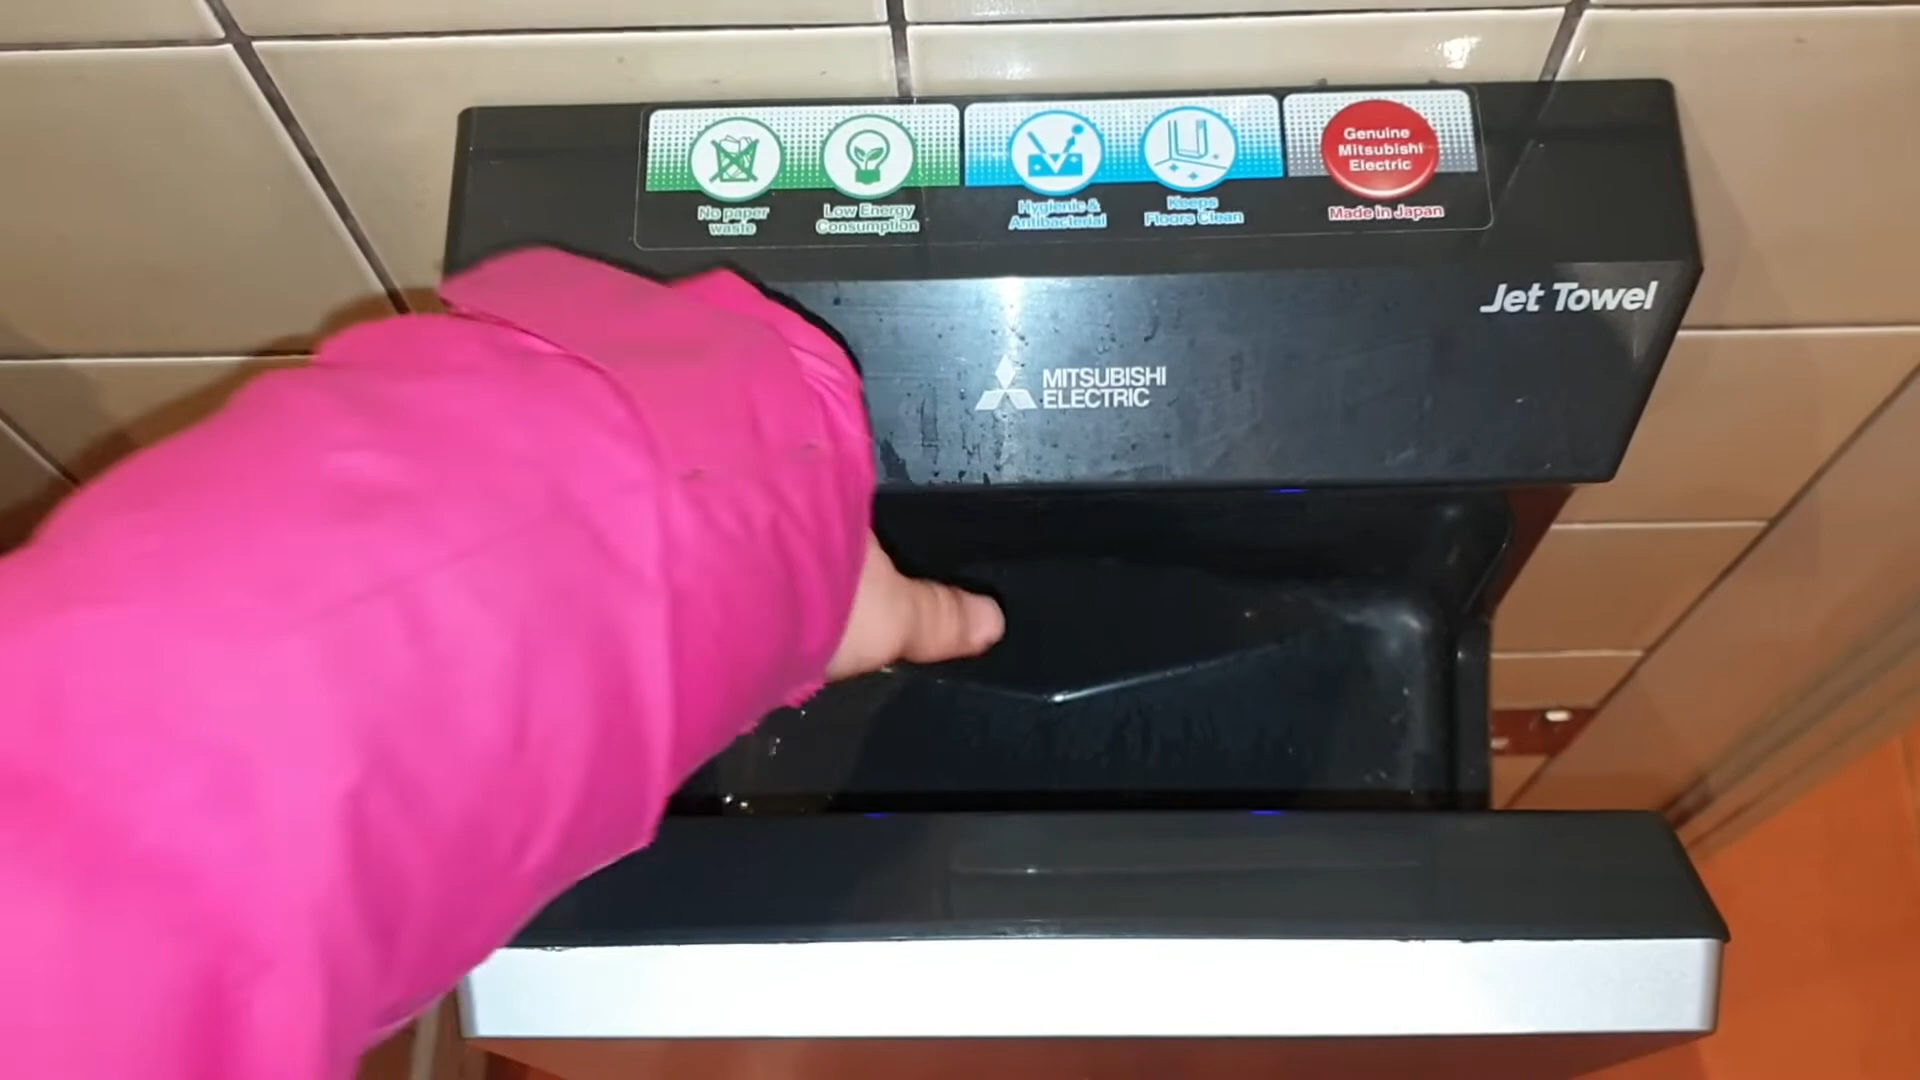 No paper
waste
Low Energy
Consumption
Hygienic &
Antibacterial
Keeps
Floors Clean
Genuine
Mitsubishi
Electric
Made in Japan
Jet Towel
MITSUBISHI
ELECTRIC